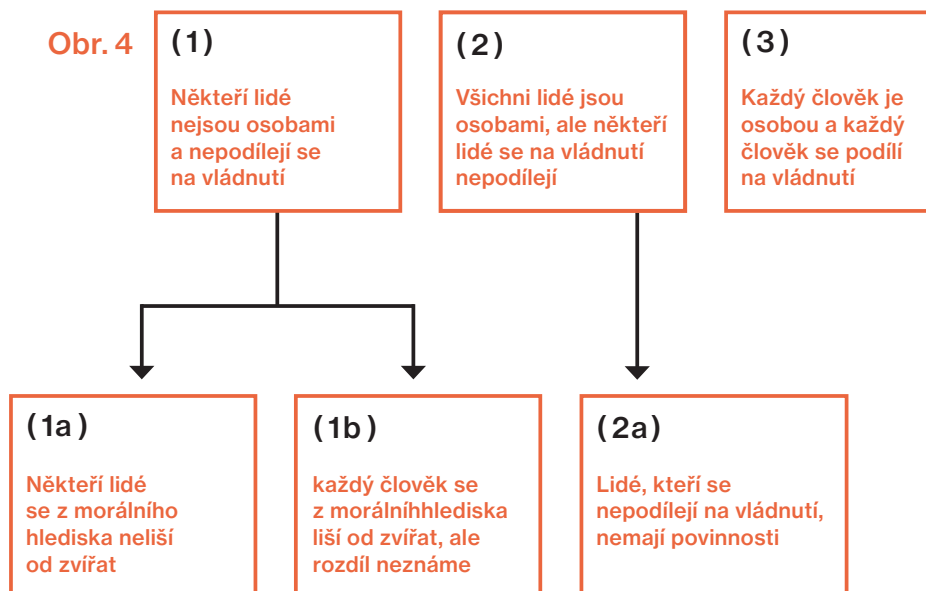 Obr. 4
(1)
Někteří lidé
nejsou osobami
a nepodílejí se
na vládnutí
(2)
Všichni lidé jsou
osobami, ale někteří
lidé se na vládnutí
nepodílejí
(3)
Každý člověk je
osobou a každý
člověk se podílí
na vládnutí
(1a)
Někteří lidé
se z morálního
hlediska neliší
od zvířat
(1b)
každý člověk se
z morálníhhlediska
liší od zvířat, ale
rozdíl neznáme
(2a)
Lidé, kteří se
nepodílejí na vládnutí,
nemají povinnosti